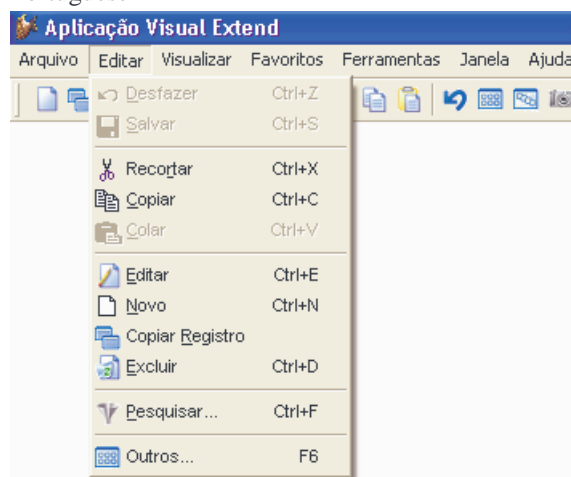 Aplicação Visual Extend
Arquivo Editar Visualizar Favoritos Ferramentas Janela Ajuda
Desfazer Ctrl+Z
Salvar Ctrl+S
Recortar Ctrl+X
Copiar Ctrl+C
Colar Ctrl+V
Editar Ctrl+E
Novo Ctrl+N
Copiar Registro
Excluir Ctrl+D
Pesquisar... Ctrl+F
Outros... F6